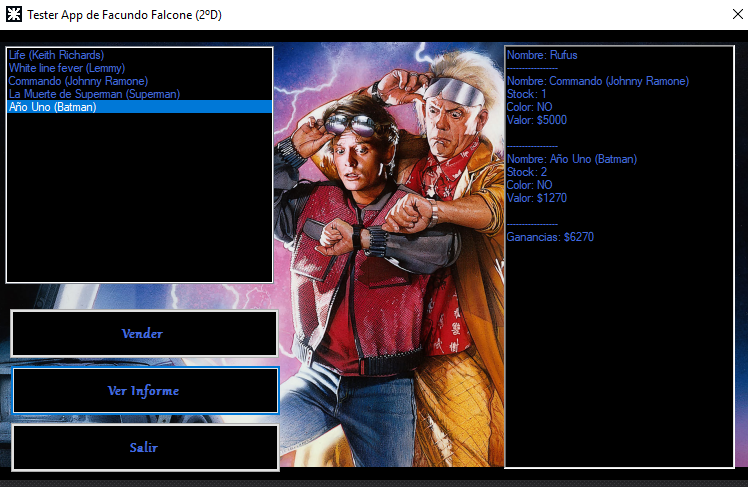 Tester App de Facundo Falcone (2ºD)
Life (Keith Richards)
White line fever (Lemmy)
Commando (Johnny Ramone)
La Muerte de Superman (Superman)
Año Uno (Batman)
Vender
Ver Informe
Salir
Nombre: Rufus
------------------
Nombre: Commando (Johnny Ramone)
Stock: 1
Color: NO
Valor: $5000
------------------
Nombre: Año Uno (Batman)
Stock: 2
Color: NO
Valor: $1270
------------------
Ganancias: $6270